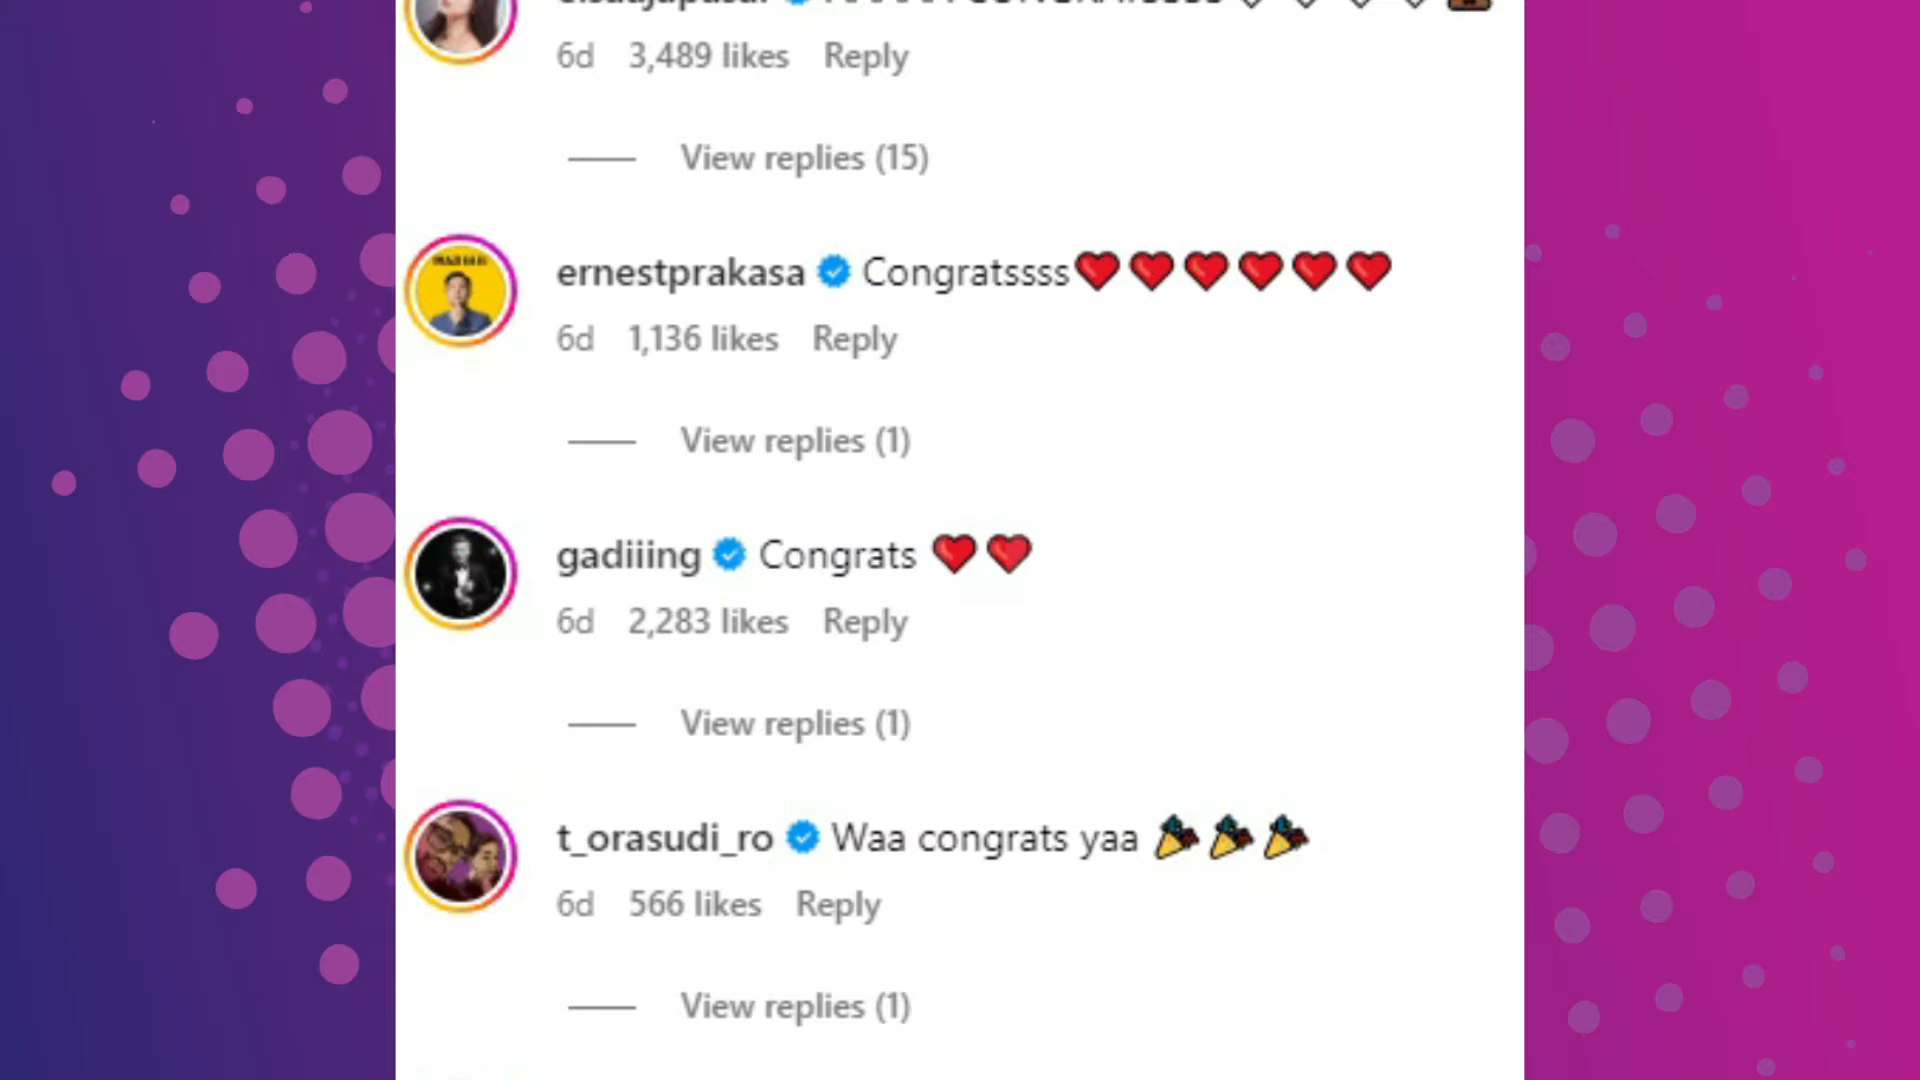 6d 3,489 likes Reply
View replies (15)
ernestprakasa Congratssss❤️❤️❤️❤️❤️❤️
6d 1,136 likes Reply
View replies (1)
gadiiing Congrats ❤️❤️
6d 2,283 likes Reply
View replies (1)
t_orasudi_ro Waa congrats yaa 🎉🎉🎉
6d 566 likes Reply
View replies (1)